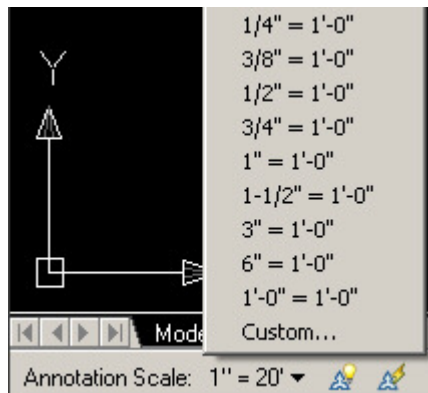 1/4" = 1'-0"
3/8" = 1'-0"
1/2" = 1'-0"
3/4" = 1'-0"
1" = 1'-0"
1-1/2" = 1'-0"
3" = 1'-0"
6" = 1'-0"
1'-0" = 1'-0"
Custom...
Y
Mode
Annotation Scale: 1" = 20'